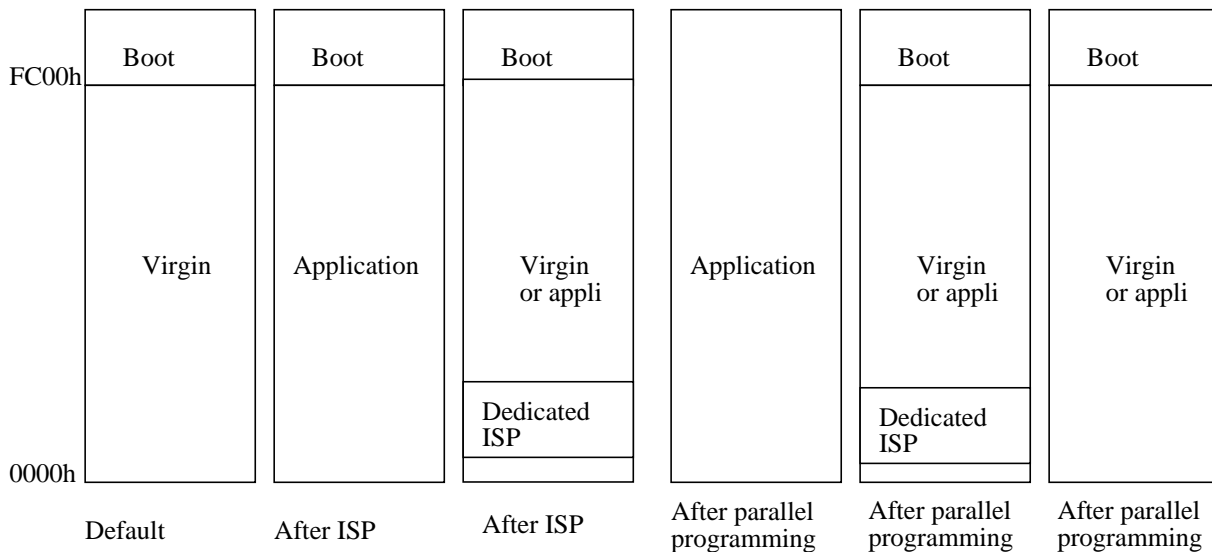 Boot
Boot
Boot
Boot
Boot
FC00h
Virgin
Application
Virgin
or appli
Application
Virgin
or appli
Virgin
or appli
Dedicated
ISP
Dedicated
ISP
0000h
Default
After ISP
After ISP
After parallel
programming
After parallel
programming
After parallel
programming